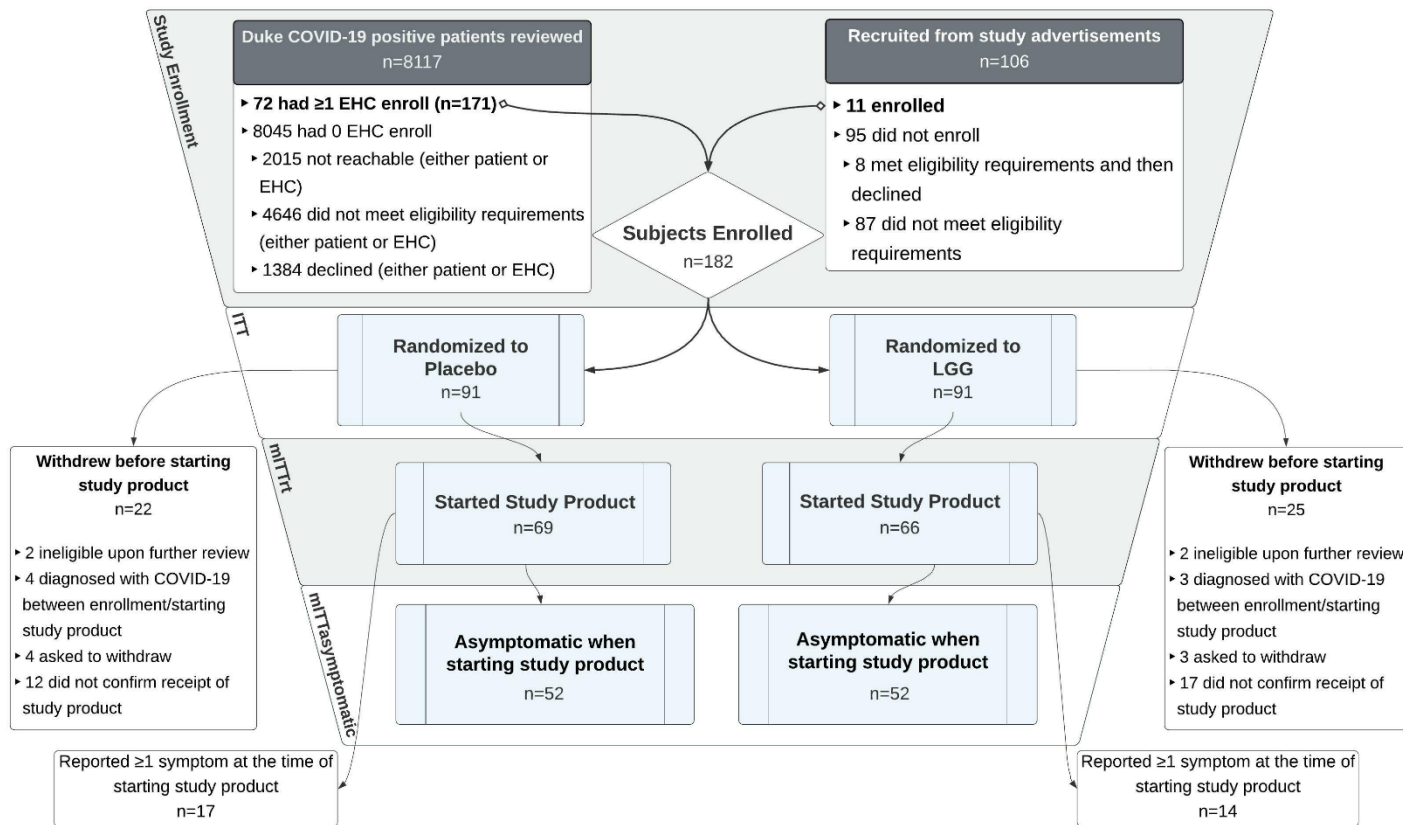 Study Enrollment
Duke COVID-19 positive patients reviewed
n=8117
‣ 72 had ≥1 EHC enroll (n=171)
‣ 8045 had 0 EHC enroll
‣ 2015 not reachable (either patient or
EHC)
‣ 4646 did not meet eligibility requirements
(either patient or EHC)
‣ 1384 declined (either patient or EHC)
Recruited from study advertisements
n=106
‣ 11 enrolled
‣ 95 did not enroll
‣ 8 met eligibility requirements and then
declined
‣ 87 did not meet eligibility
requirements
Subjects Enrolled
n=182
ITT
Randomized to
Placebo
n=91
Randomized to
LGG
n=91
Withdrew before starting
study product
n=22
‣ 2 ineligible upon further review
‣ 4 diagnosed with COVID-19
between enrollment/starting
study product
‣ 4 asked to withdraw
‣ 12 did not confirm receipt of
study product
mITTrt
Started Study Product
n=69
Started Study Product
n=66
Withdrew before starting
study product
n=25
‣ 2 ineligible upon further review
‣ 3 diagnosed with COVID-19
between enrollment/starting
study product
‣ 3 asked to withdraw
‣ 17 did not confirm receipt of
study product
mITTasymptomatic
Asymptomatic when
starting study product
n=52
Asymptomatic when
starting study product
n=52
Reported ≥1 symptom at the time of
starting study product
n=17
Reported ≥1 symptom at the time of
starting study product
n=14